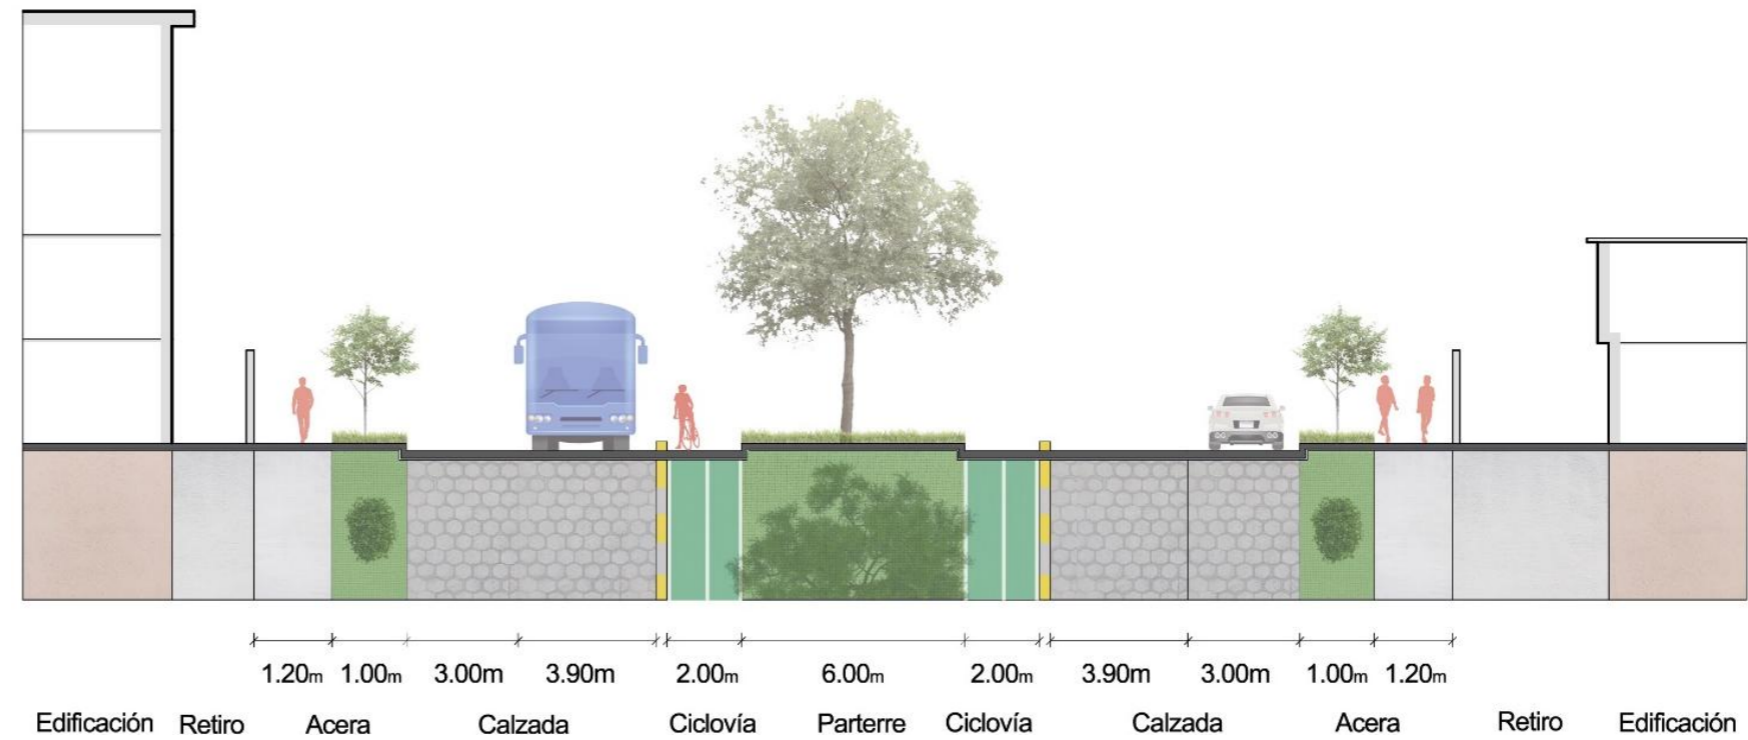 1.20m 1.00m 3.00m 3.90m 2.00m 6.00m 2.00m 3.90m 3.00m 1.00m 1.20m
Edificación Retiro Acera Calzada Ciclovía Parterre Ciclovía Calzada Acera Retiro Edificación